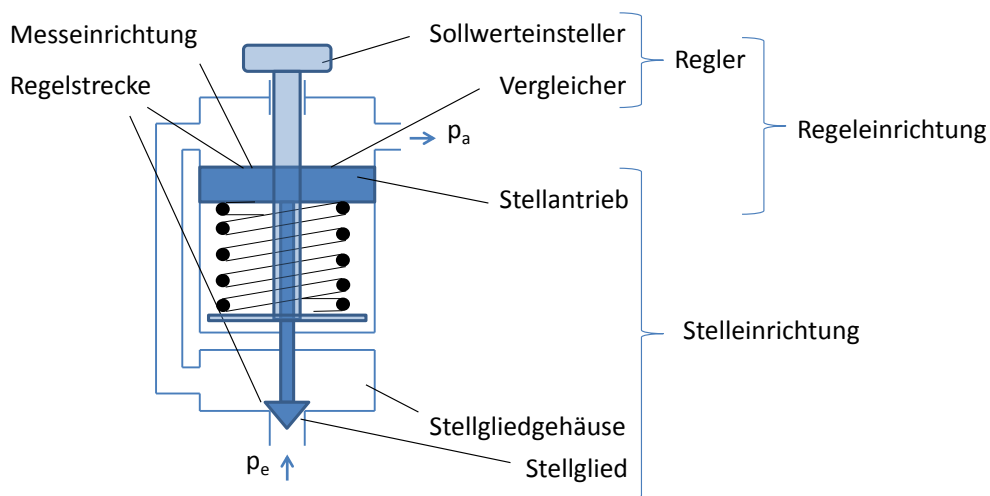 Messeinrichtung
Regelstrecke
Sollwerteinsteller
Vergleicher
Regler
Regeleinrichtung
pa
Stellantrieb
Stelleinrichtung
Stellgliedgehäuse
Stellglied
pe